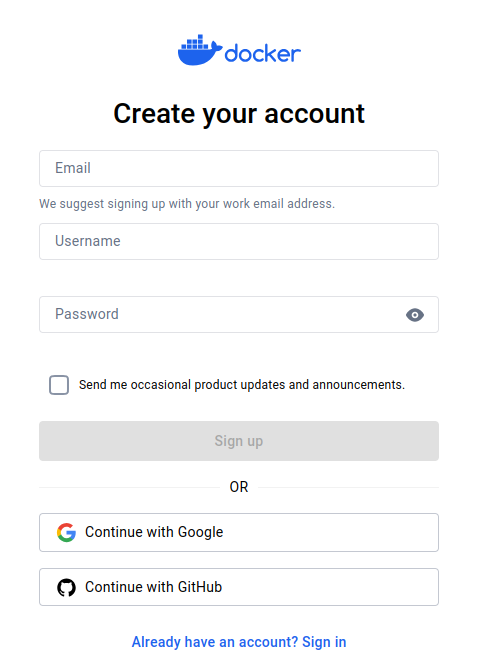 docker
Create your account
Email
We suggest signing up with your work email address.
Username
Password
Send me occasional product updates and announcements.
Sign up
OR
Continue with Google
Continue with GitHub
Already have an account? Sign in